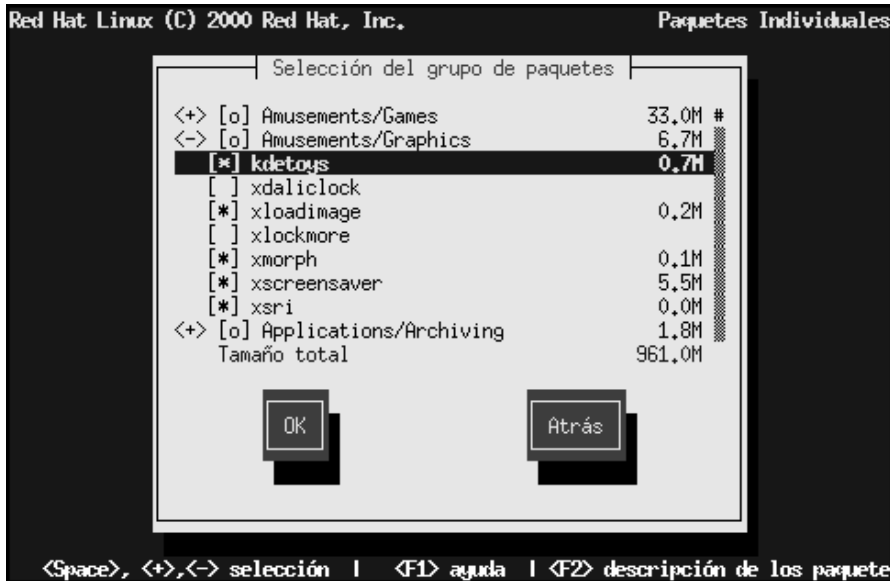 Red Hat Linux (C) 2000 Red Hat, Inc. Paquetes Individuales
Selección del grupo de paquetes
<+> [o] Amusements/Games 33.0M #
<-> [o] Amusements/Graphics 6.7M
[*] kdetoys 0.7M
[ ] xdaliclock
[*] xloadimage 0.2M
[ ] xlockmore
[*] xmorph 0.1M
[*] xscreensaver 5.5M
[*] xsri 0.0M
<+> [o] Applications/Archiving 1.8M
Tamaño total 961.0M
OK Atrás
<Space>, <+>,<-> selección | <F1> ayuda | <F2> descripción de los paquete